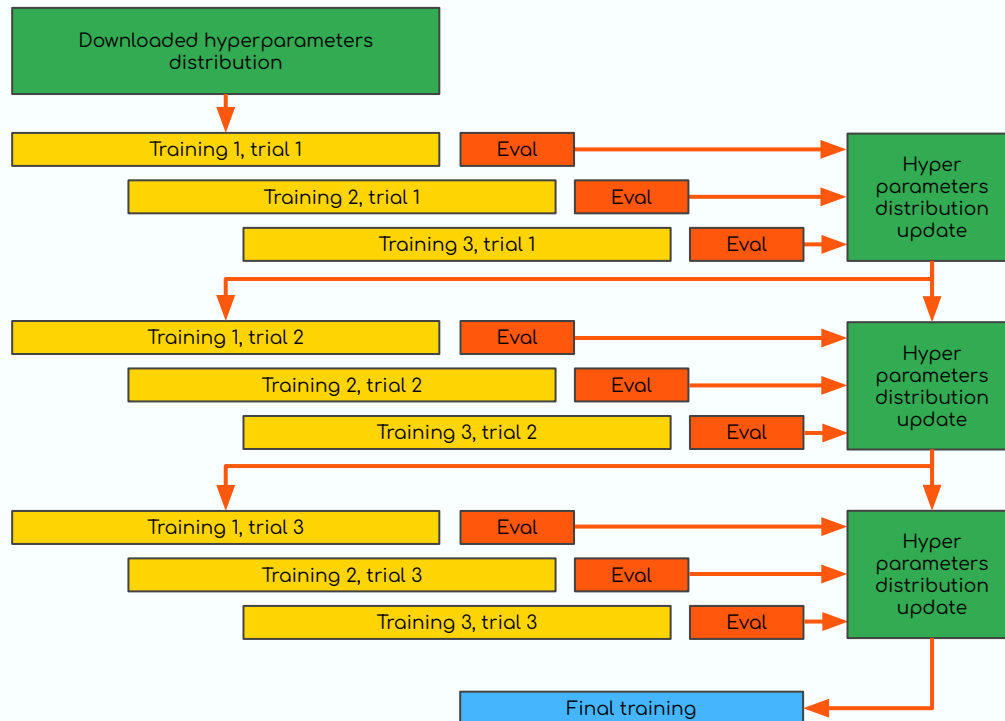 Downloaded hyperparameters
distribution
Training 1, trial 1
Eval
Training 2, trial 1
Eval
Training 3, trial 1
Eval
Hyper
parameters
distribution
update
Training 1, trial 2
Eval
Training 2, trial 2
Eval
Training 3, trial 2
Eval
Hyper
parameters
distribution
update
Training 1, trial 3
Eval
Training 2, trial 3
Eval
Training 3, trial 3
Eval
Hyper
parameters
distribution
update
Final training